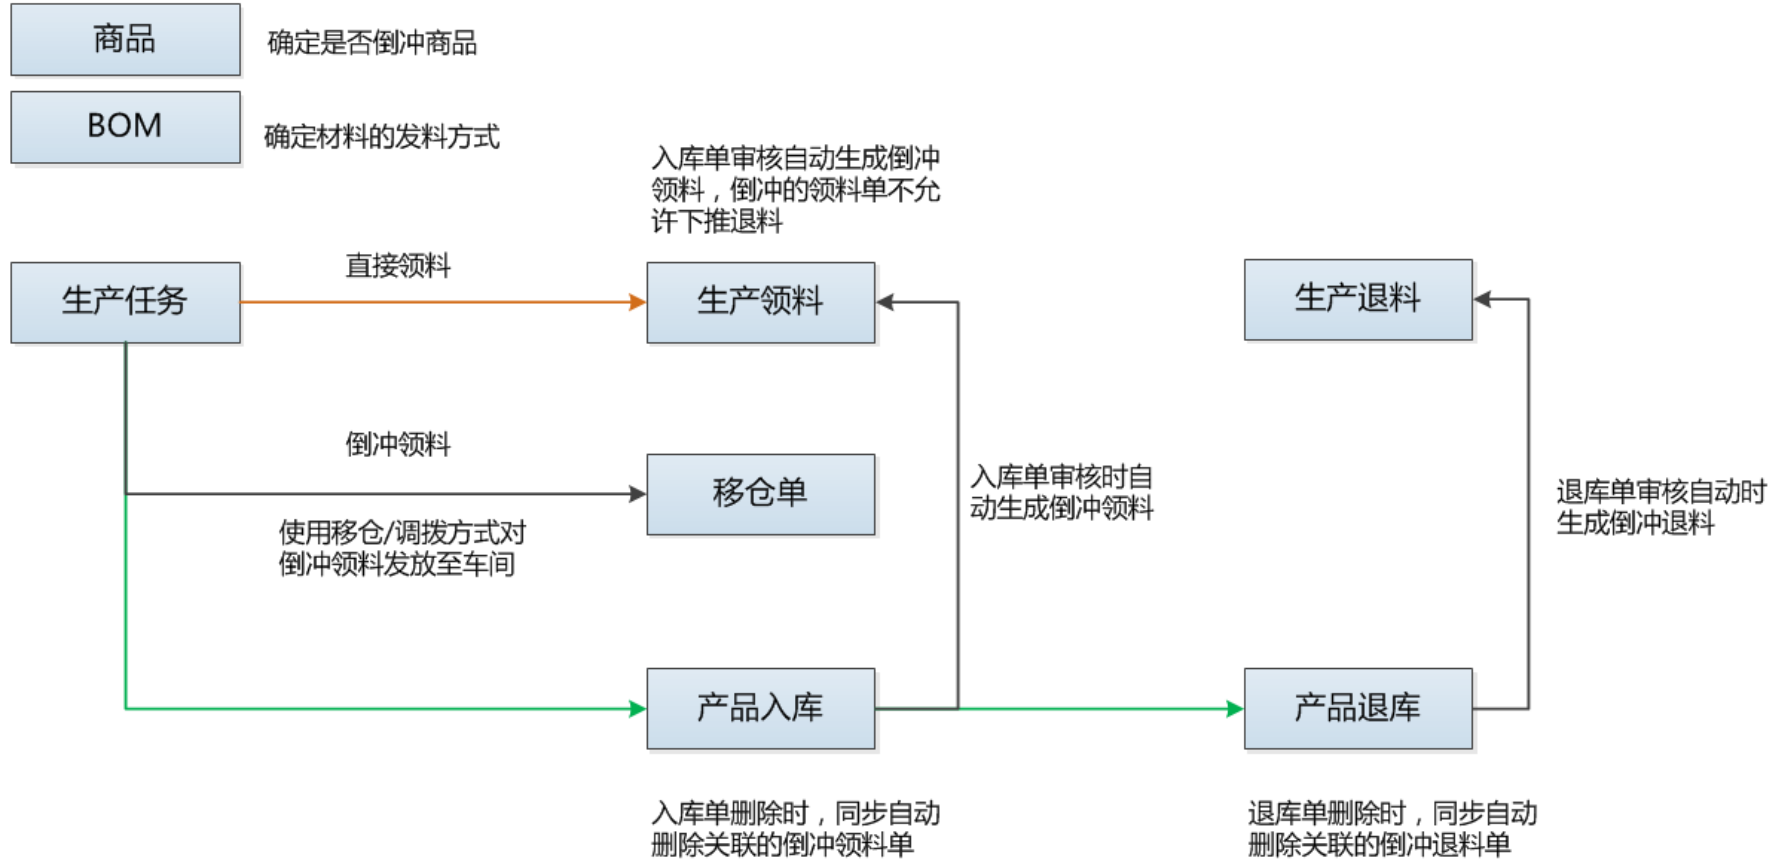 商品
确定是否倒冲商品
BOM
确定材料的发料方式
入库单审核自动生成倒冲
领料，倒冲的领料单不允
许下推退料
生产任务
直接领料
生产领料
生产退料
倒冲领料
移仓单
使用移仓/调拨方式对
倒冲领料发放至车间
入库单审核时自
动生成倒冲领料
退库单审核自动时
生成倒冲退料
产品入库
产品退库
入库单删除时，同步自动
删除关联的倒冲领料单
退库单删除时，同步自动
删除关联的倒冲退料单